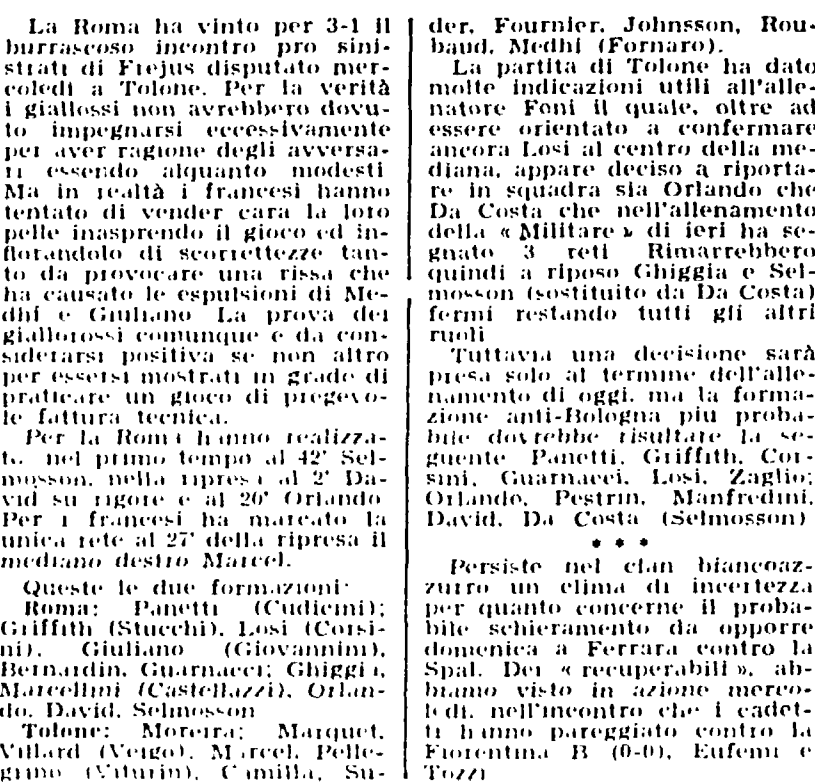 La Roma ha vinto per 3-1 il
burrascoso incontro pro sini-
strati di Frejus disputato mer-
coledì a Tolone. Per la verità
i giallossi non avrebbero dovu-
to impegnarsi eccessivamente
per aver ragione degli avversa-
ri essendo alquanto modesti
Ma in realtà i francesi hanno
tentato di vender cara la loro
pelle inasprendo il gioco ed in-
florandolo di scorrettezze tan-
to da provocare una rissa che
ha causato le espulsioni di Me-
dhi e Giuliano La prova dei
giallorossi comunque è da con-
siderarsi positiva se non altro
per essersi mostrati in grado di
praticare un gioco di pregevo-
le fattura tecnica.
Per la Roma hanno realizza-
to nel primo tempo al 42' Sel-
mosson, nella ripresa al 2' Da-
vid su rigore e al 20' Orlando
Per i francesi ha marcato la
unica rete al 27' della ripresa il
mediano destro Marcel.
Queste le due formazioni:
Roma: Panetti (Cudicini);
Griffith (Stucchi), Losi (Corsi-
ni), Giuliano (Giovannini),
Bernardin, Guarnacci; Ghiggia,
Marcellini (Castellazzi), Orlan-
do, David, Selmosson
Tolone: Moreira; Marquet,
Villard (Veigo), Marcel, Pelle-
grino (Viturin), Camilla, Su-
der, Fournier, Johnsson, Rou-
baud, Medhi (Fornaro).
La partita di Tolone ha dato
molte indicazioni utili all'alle-
natore Foni il quale, oltre ad
essere orientato a confermare
ancora Losi al centro della me-
diana, appare deciso a riporta-
re in squadra sia Orlando che
Da Costa che nell'allenamento
della « Militare » di ieri ha se-
gnato 3 reti Rimarrebbero
quindi a riposo Ghiggia e Sel-
mosson (sostituito da Da Costa)
fermi restando tutti gli altri
ruoli
Tuttavia una decisione sarà
presa solo al termine dell'alle-
namento di oggi, ma la forma-
zione anti-Bologna più proba-
bile dovrebbe risultare la se-
guente Panetti, Griffith, Cor-
sini, Guarnacci, Losi, Zaglio;
Orlando, Pestrin, Manfredini,
David, Da Costa (Selmosson)
* * *
Persiste nel clan biancoaz-
zurro un clima di incertezza
per quanto concerne il proba-
bile schieramento da opporre
domenica a Ferrara contro la
Spal. Dei « recuperabili », ab-
biamo visto in azione merco-
ledì, nell'incontro che i cadet-
ti hanno pareggiato contro la
Fiorentina B (0-0), Eufemi e
Tozzi